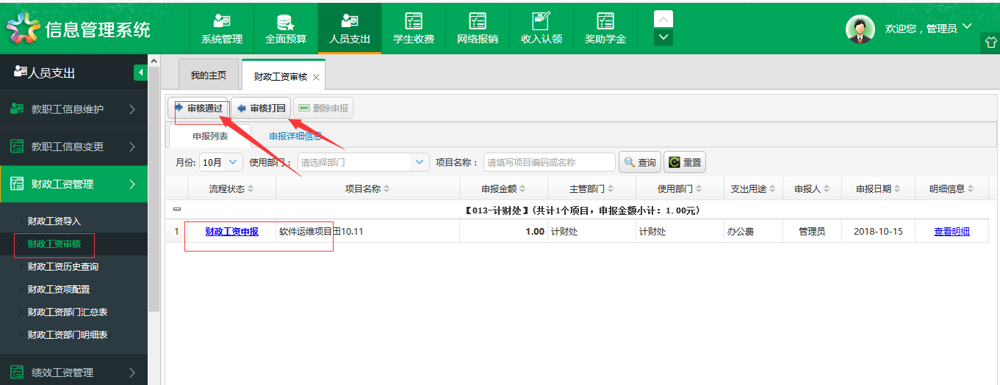 信息管理系统
系统管理
全面预算
人员支出
学生收费
网络报销
收入认领
奖助学金
欢迎您，管理员
人员支出
教职工信息维护
教职工信息变更
财政工资管理
财政工资导入
财政工资审核
财政工资历史查询
财政工资项配置
财政工资部门汇总表
财政工资部门明细表
绩效工资管理
我的主页 财政工资审核
审核通过 审核打回 删除申报
申报列表 申报详细信息
月份: 10月 使用部门： 请选择部门 项目名称： 请填写项目编码或名称 查询 重置
流程状态 项目名称 申报金额 主管部门 使用部门 支出用途 申报人 申报日期 明细信息
【013-计财处】(共计1个项目，申报金额小计：1.00元)
1 财政工资申报 软件运维项目田10.11 1.00 计财处 计财处 办公费 管理员 2018-10-15 查看明细